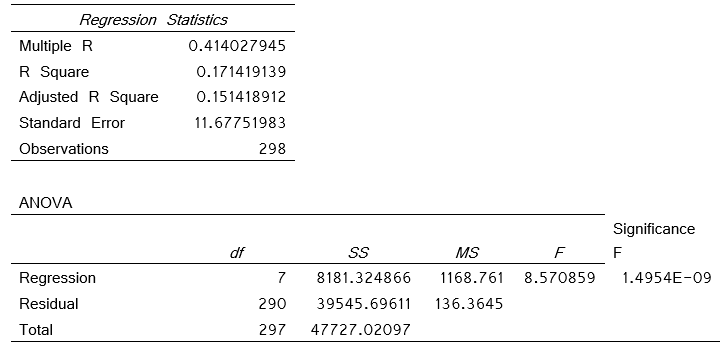 Regression Statistics
Multiple R 0.414027945
R Square 0.171419139
Adjusted R Square 0.151418912
Standard Error 11.67751983
Observations 298
ANOVA
df SS MS F Significance F
Regression 7 8181.324866 1168.761 8.570859 1.4954E-09
Residual 290 39545.69611 136.3645
Total 297 47727.02097